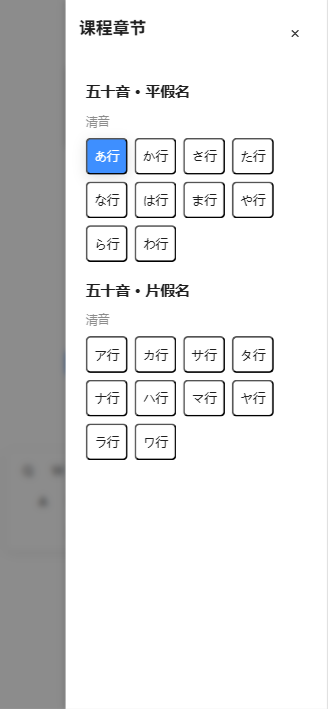 课程章节 ×
五十音・平假名
清音
あ行 か行 さ行 た行
な行 は行 ま行 や行
ら行 わ行
五十音・片假名
清音
ア行 カ行 サ行 タ行
ナ行 ハ行 マ行 ヤ行
ラ行 ワ行